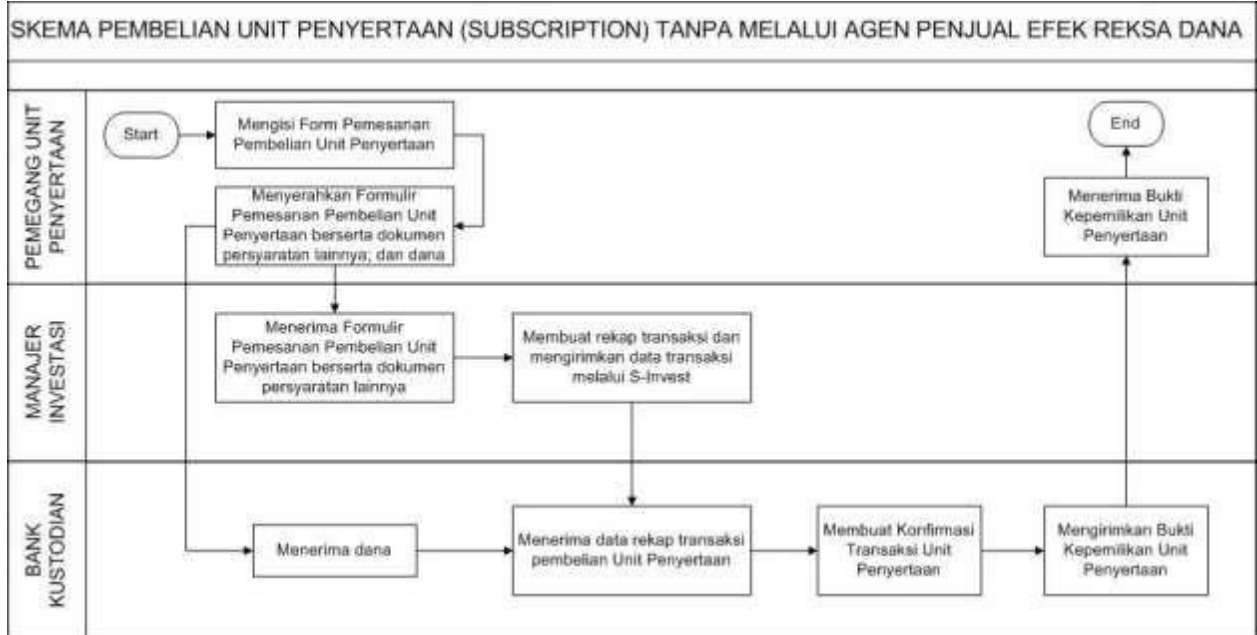 SKEMA PEMBELIAN UNIT PENYERTAAN (SUBSCRIPTION) TANPA MELALUI AGEN PENJUAL EFEK REKSA DANA
PEMEGANG UNIT
PENYERTAAN
Start
Mengisi Form Pemesanan
Pembelian Unit Penyertaan
Menyerahkan Formulir
Pemesanan Pembelian Unit
Penyertaan berserta dokumen
persyaratan lainnya; dan dana
End
Menerima Bukti
Kepemilikan Unit
Penyertaan
MANAJER
INVESTASI
Menerima Formulir
Pemesanan Pembelian Unit
Penyertaan berserta dokumen
persyaratan lainnya
Membuat rekap transaksi dan
mengirimkan data transaksi
melalui S-Invest
BANK
KUSTODIAN
Menerima dana
Menerima data rekap transaksi
pembelian Unit Penyertaan
Membuat Konfirmasi
Transaksi Unit
Penyertaan
Mengirimkan Bukti
Kepemilikan Unit
Penyertaan